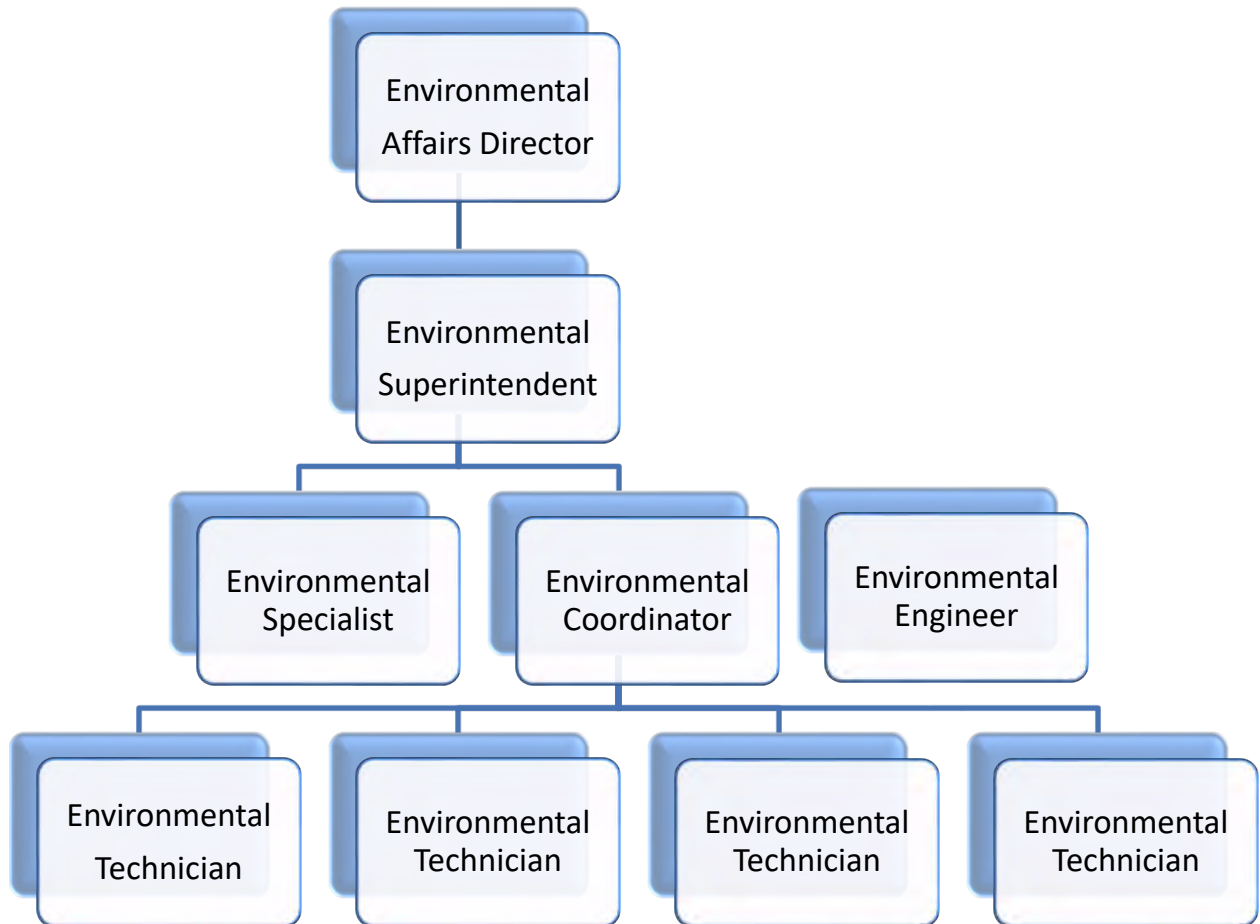 Environmental
Affairs Director
Environmental
Superintendent
Environmental
Specialist
Environmental
Coordinator
Environmental
Engineer
Environmental
Technician
Environmental
Technician
Environmental
Technician
Environmental
Technician